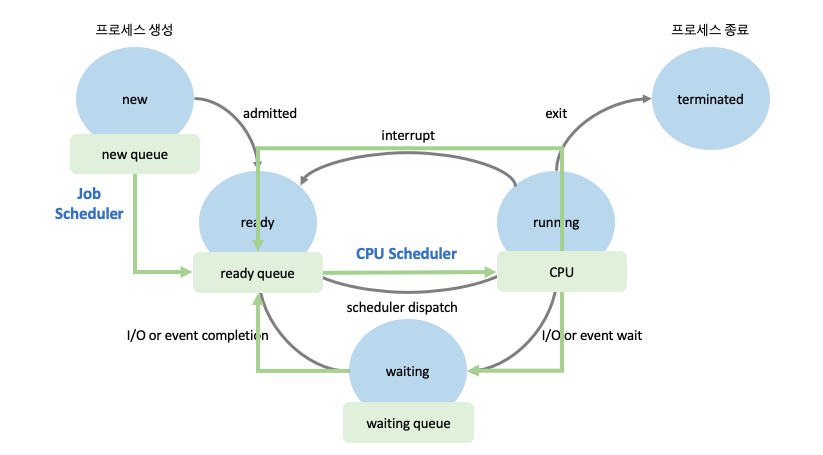 프로세스 생성
프로세스 종료
new
terminated
admitted
exit
interrupt
new queue
Job
Scheduler
ready
running
CPU Scheduler
ready queue
CPU
scheduler dispatch
I/O or event completion
I/O or event wait
waiting
waiting queue